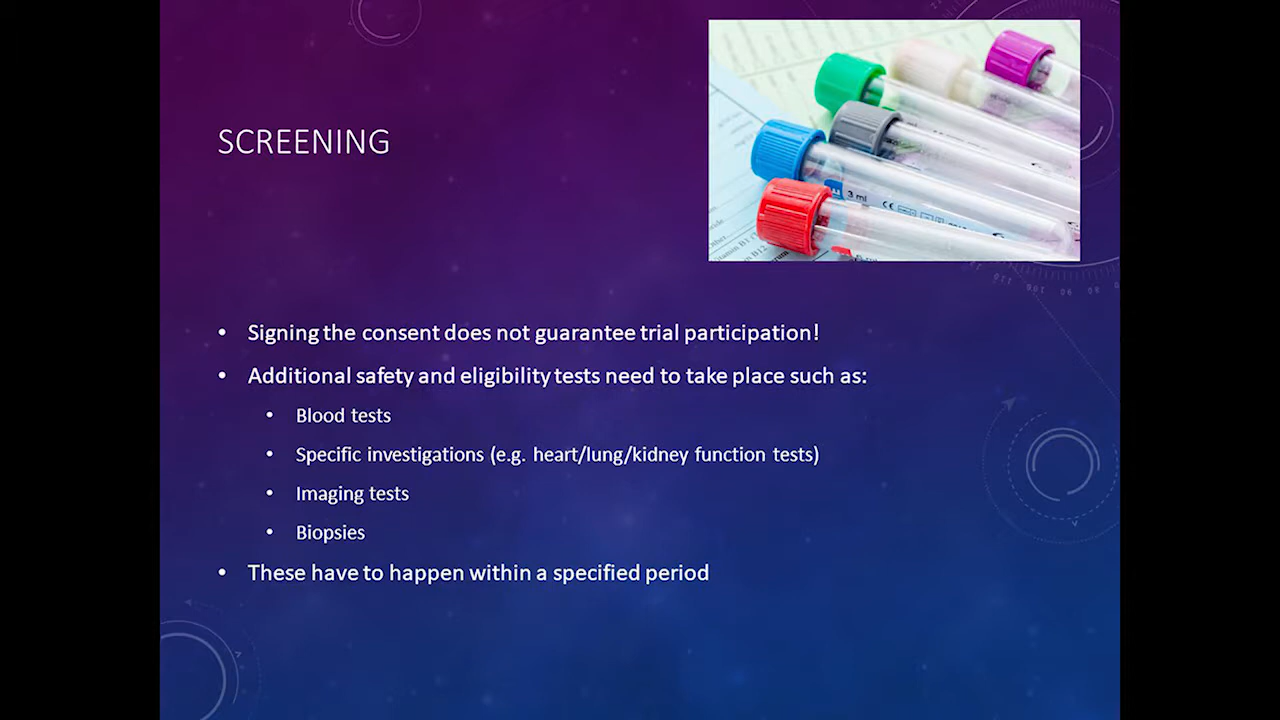 SCREENING
3 ml
• Signing the consent does not guarantee trial participation!
• Additional safety and eligibility tests need to take place such as:
• Blood tests
• Specific investigations (e.g. heart/lung/kidney function tests)
• Imaging tests
• Biopsies
• These have to happen within a specified period